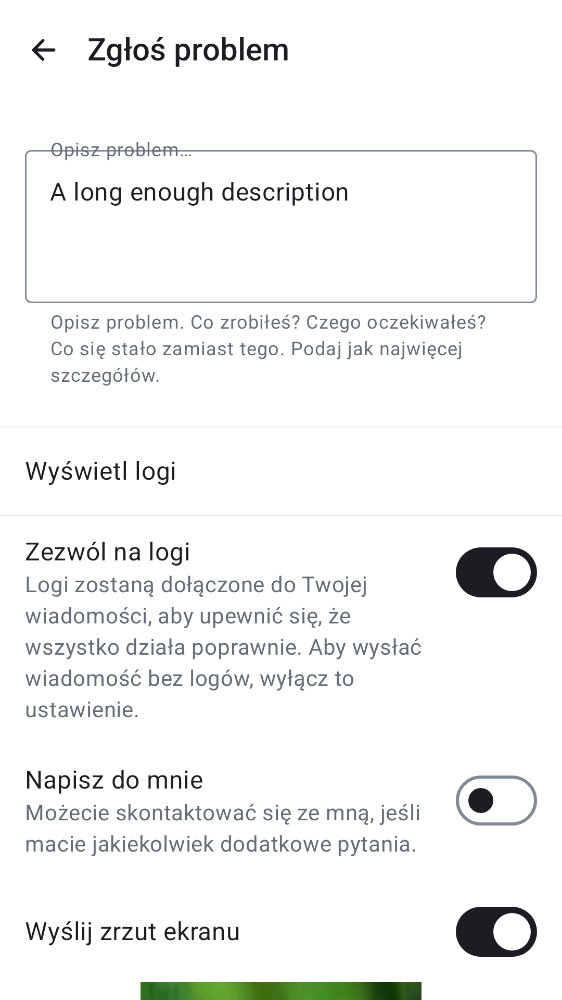 Zgłoś problem
Opisz problem…
A long enough description
Opisz problem. Co zrobiłeś? Czego oczekiwałeś?
Co się stało zamiast tego. Podaj jak najwięcej
szczegółów.
Wyświetl logi
Zezwól na logi
Logi zostaną dołączone do Twojej
wiadomości, aby upewnić się, że
wszystko działa poprawnie. Aby wysłać
wiadomość bez logów, wyłącz to
ustawienie.
Napisz do mnie
Możecie skontaktować się ze mną, jeśli
macie jakiekolwiek dodatkowe pytania.
Wyślij zrzut ekranu